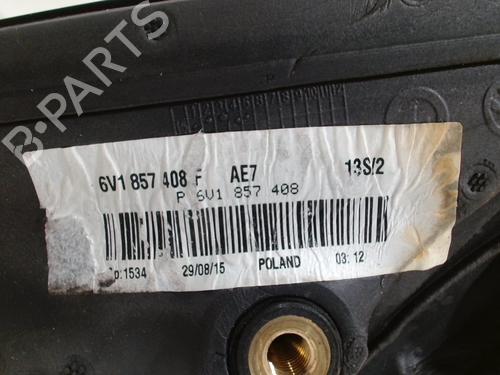 B-PARTS
6V1 857 408 F AE7 13S/2
P 6V1 857 408
p:1534 29/08/15 POLAND 03:12